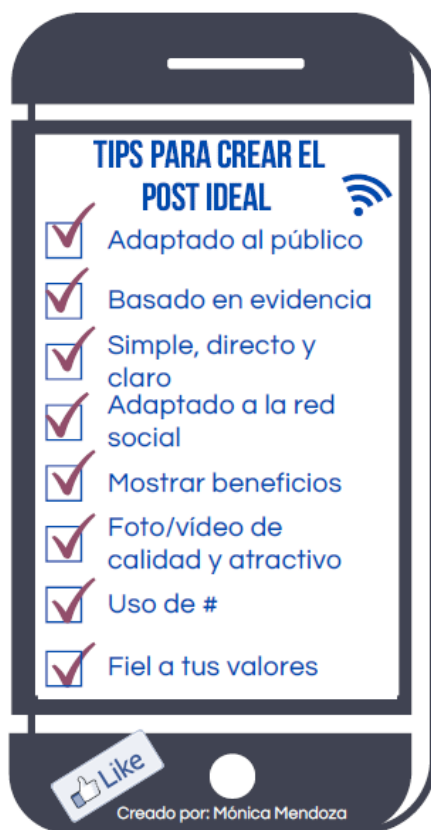 TIPS PARA CREAR EL
POST IDEAL
Adaptado al público
Basado en evidencia
Simple, directo y
claro
Adaptado a la red
social
Mostrar beneficios
Foto/vídeo de
calidad y atractivo
Uso de #
Fiel a tus valores
Like
Creado por: Mónica Mendoza